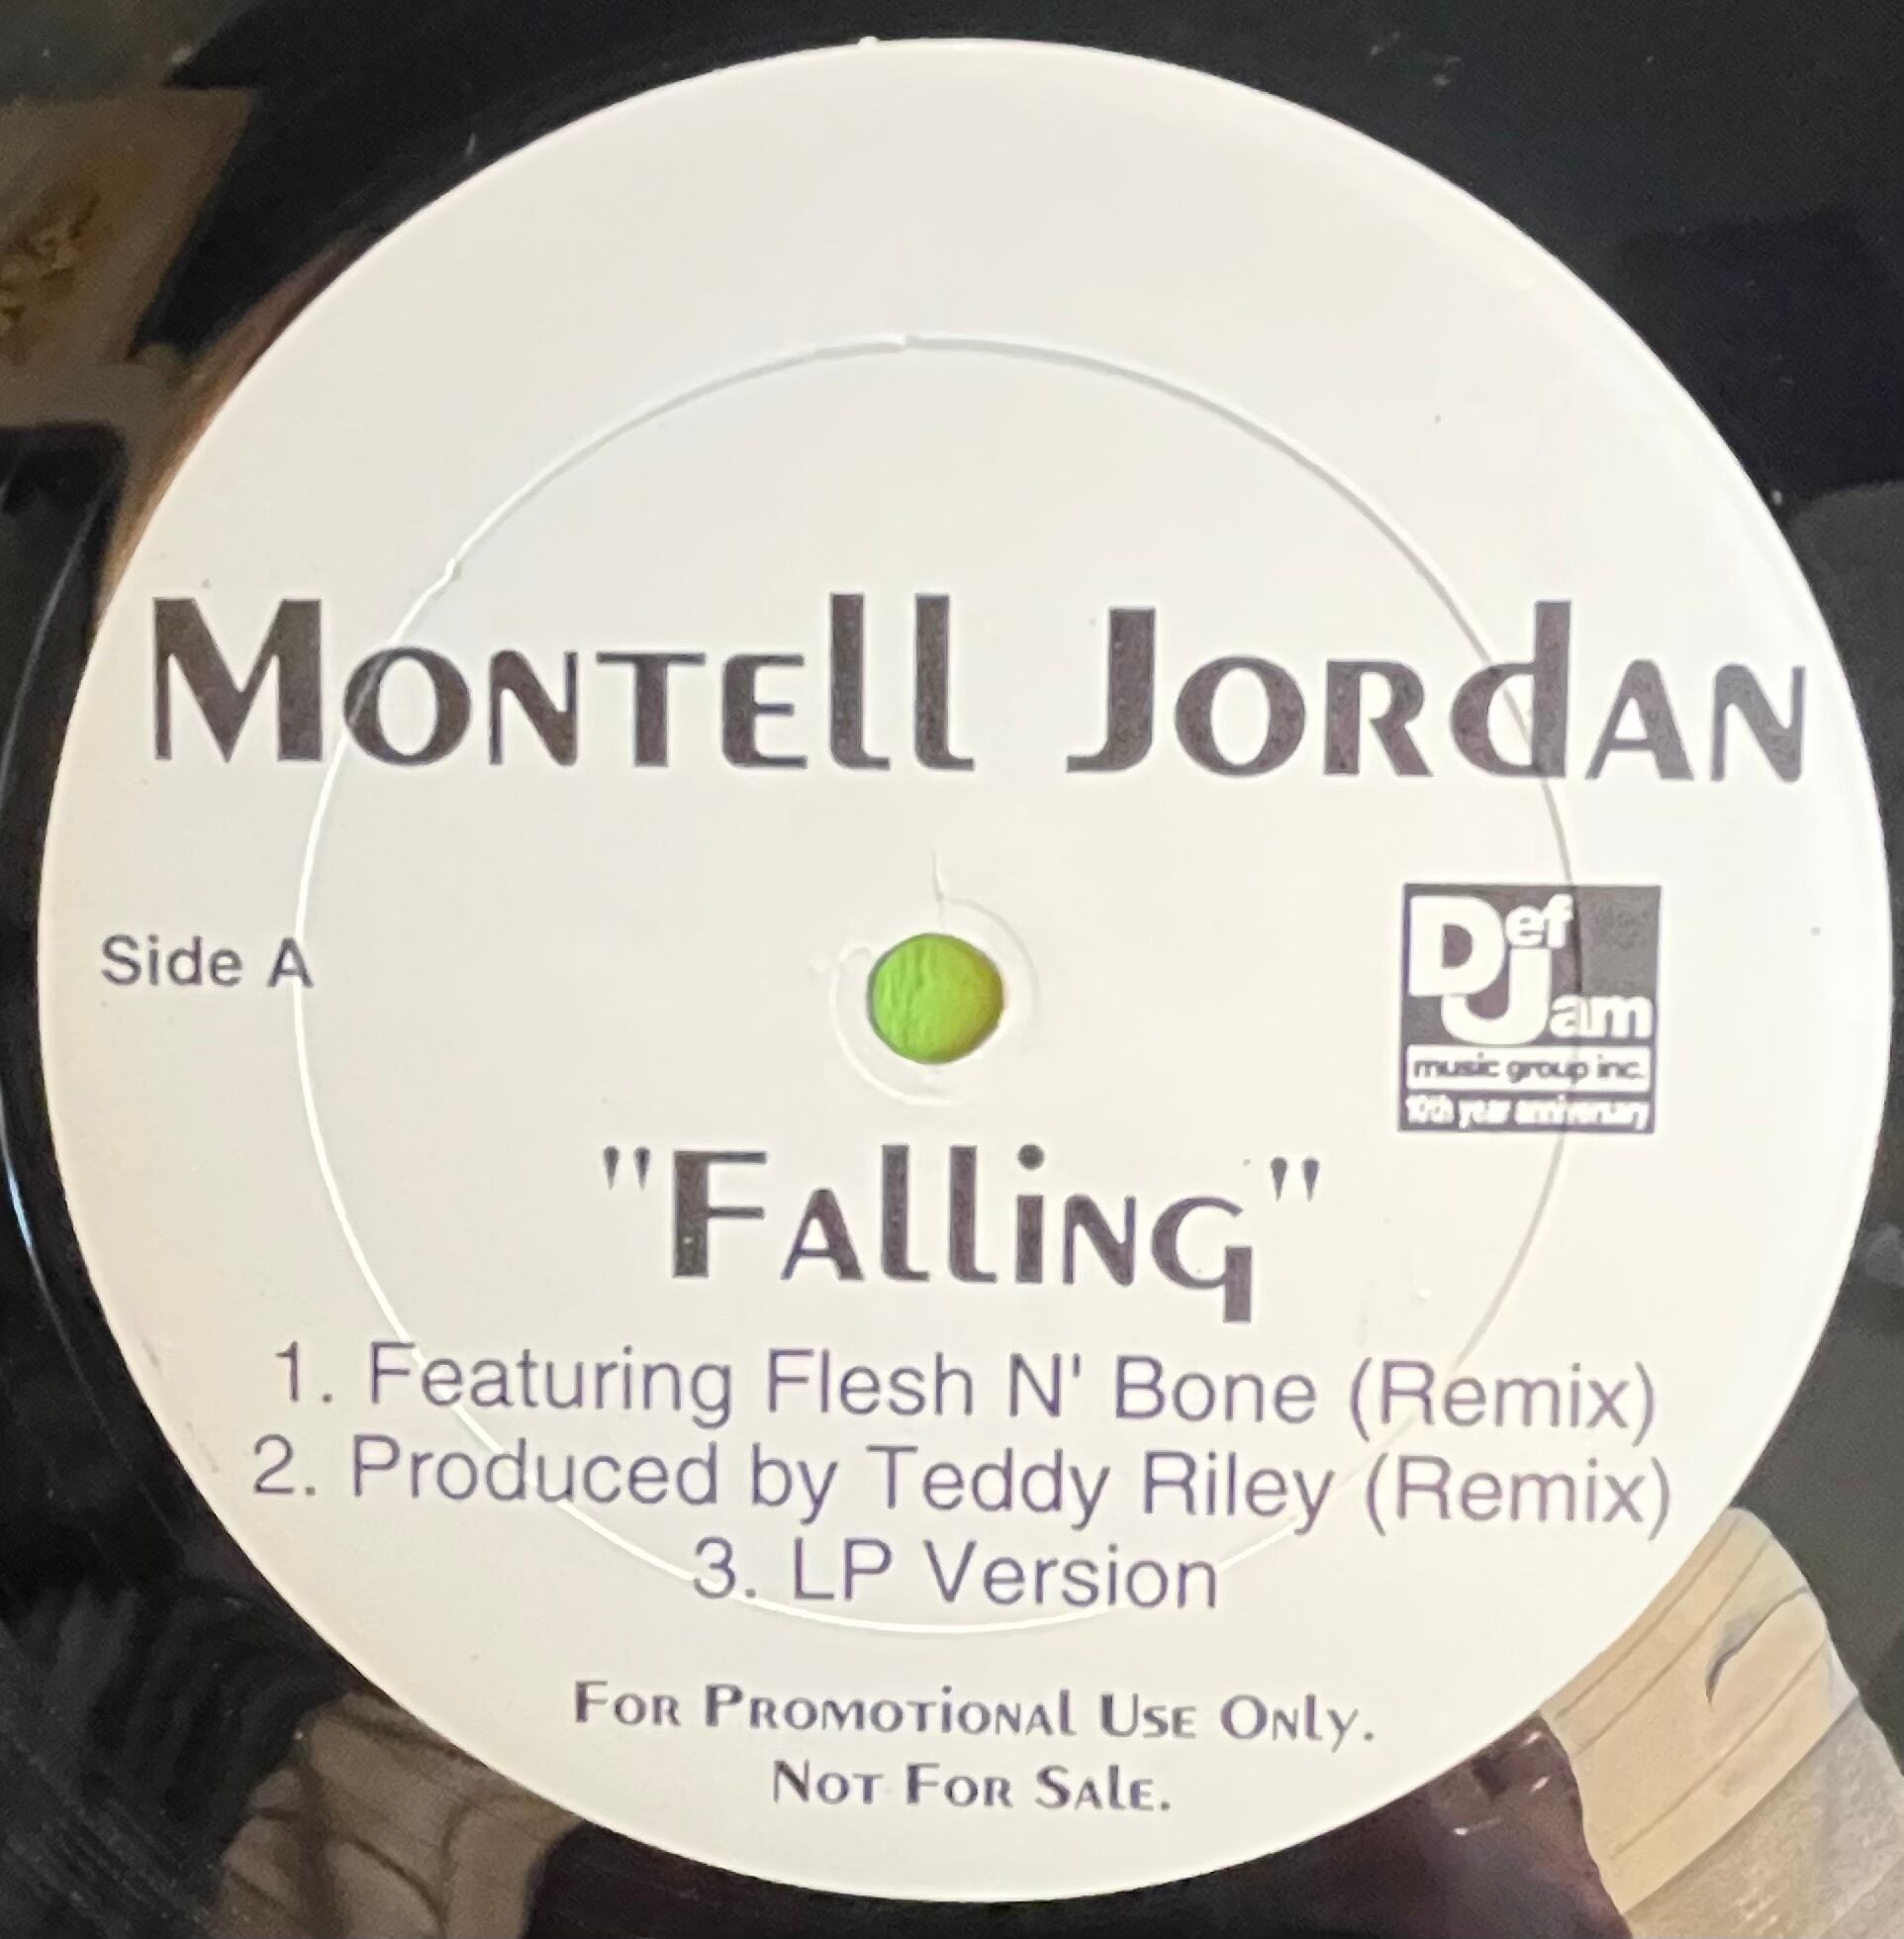 Montell Jordan
Side A
Def
Jam
music group inc.
10th year anniversary
"Falling"
1. Featuring Flesh N' Bone (Remix)
2. Produced by Teddy Riley (Remix)
3. LP Version
For Promotional Use Only.
Not For Sale.